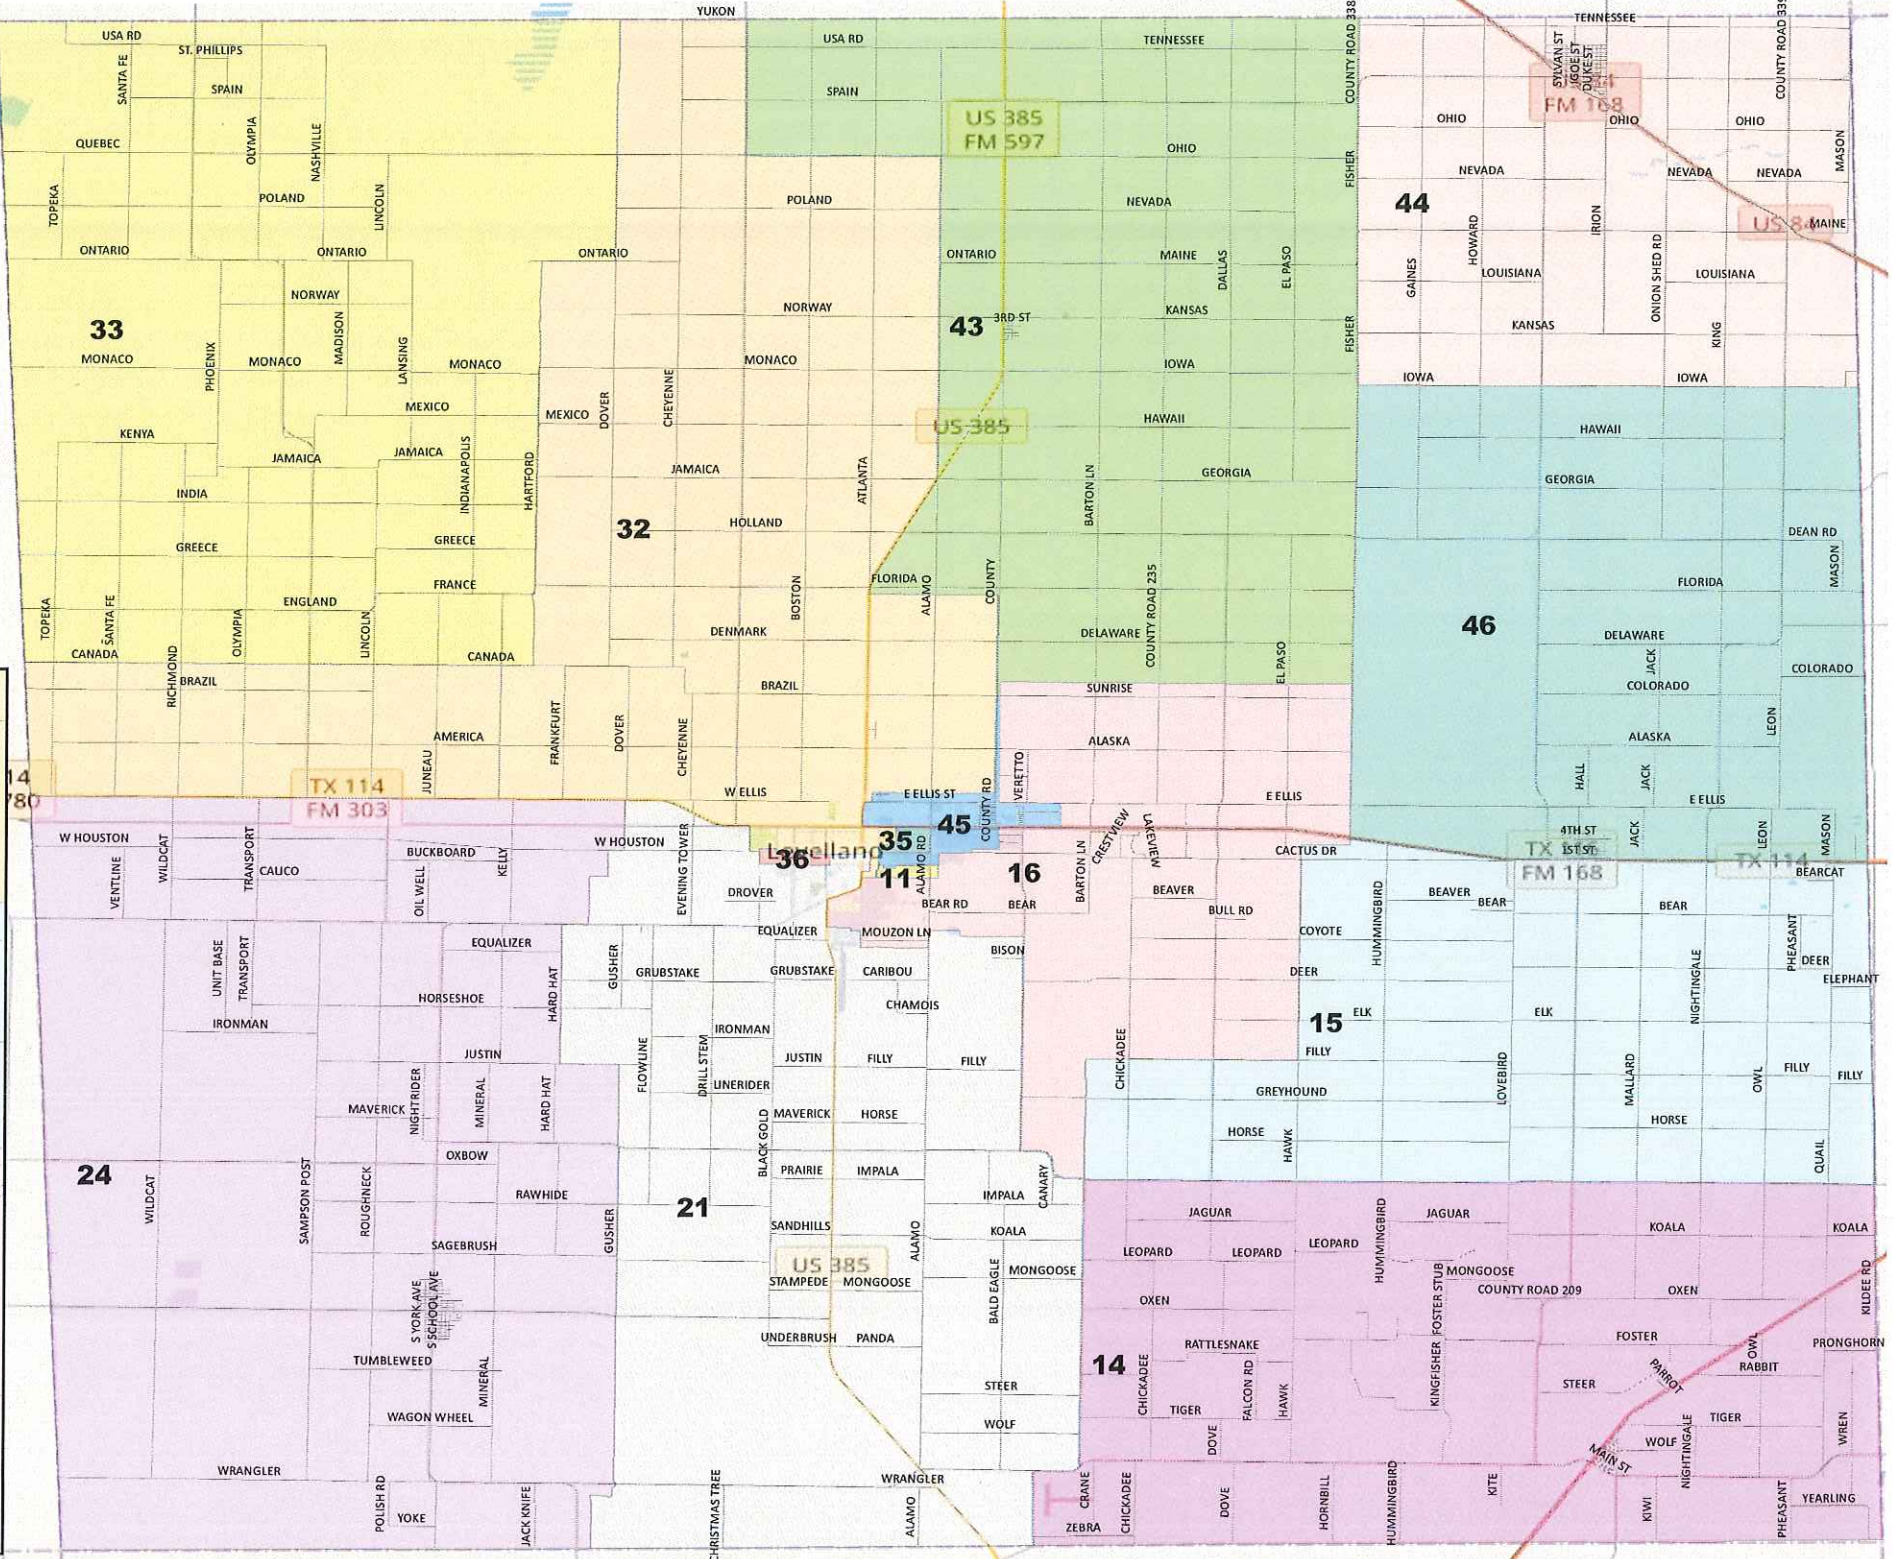 YUKON
USA RD
ST. PHILLIPS
SANTA FE
SPAIN
OLYMPIA
NASHVILLE
QUEBEC
TOPEKA
POLAND
LINCOLN
ONTARIO
ONTARIO
ONTARIO
NORWAY
MADISON
33
MONACO
PHOENIX
MONACO
LANSING
MONACO
MEXICO
MEXICO
DOVER
CHEYENNE
KENYA
JAMAICA
JAMAICA
INDIANAPOLIS
HARTFORD
INDIA
GREECE
GREECE
FRANCE
ENGLAND
TOPEKA
SANTA FE
OLYMPIA
LINCOLN
CANADA
CANADA
POLAND
NORWAY
MONACO
JAMAICA
ATLANTA
32
HOLLAND
BOSTON
DENMARK
RICHMOND
BRAZIL
BRAZIL
AMERICA
JUNEAU
FRANKFURT
DOVER
CHEYENNE
W ELLIS
USA RD
TENNESSEE
SPAIN
US 385
FM 597
OHIO
NEVADA
ONTARIO
MAINE
DALLAS
EL PASO
43
3RD ST
KANSAS
IOWA
US 385
HAWAII
BARTON LN
GEORGIA
FLORIDA
ALAMO
COUNTY
COUNTY ROAD 235
DELAWARE
EL PASO
COUNTY ROAD 338
FISHER
FISHER
TENNESSEE
SYLVAN ST
DUKE ST
FM 168
COUNTY ROAD 339
OHIO
OHIO
OHIO
MASON
NEVADA
NEVADA
NEVADA
44
US 84
MAINE
HOWARD
IRION
GAINES
LOUISIANA
ONION SHED RD
LOUISIANA
KANSAS
KING
IOWA
IOWA
HAWAII
GEORGIA
DEAN RD
MASON
FLORIDA
46
DELAWARE
JACK
COLORADO
COLORADO
LEON
ALASKA
HALL
JACK
E ELLIS
4TH ST
1ST ST
JACK
LEON
MASON
FM 168
TX 114
BEARCAT
SUNRISE
ALASKA
VERETTO
E ELLIS
E ELLIS ST
COUNTY RD
45
35
36
Levelland
11
ALAMO RD
16
CRESTVIEW
LAKEVIEW
BARTON LN
CACTUS DR
BEAR RD
BEAR
BEAVER
BULL RD
MOUZON LN
14
780
TX 114
FM 303
W HOUSTON
WILDCAT
TRANSPORT
VENTLINE
CAUCO
BUCKBOARD
OIL WELL
KELLY
W HOUSTON
EVENING TOWER
DROVER
EQUALIZER
UNIT BASE
TRANSPORT
EQUALIZER
HORSESHOE
HARD HAT
IRONMAN
JUSTIN
NIGHTRIDER
MINERAL
HARD HAT
MAVERICK
OXBOW
24
WILDCAT
SAMPSON POST
ROUGHNECK
RAWHIDE
GUSHER
SAGEBRUSH
S YORK AVE
S SCHOOL AVE
TUMBLEWEED
MINERAL
WAGON WHEEL
WRANGLER
POLISH RD
YOKE
JACK KNIFE
GUSHER
GRUBSTAKE
GRUBSTAKE
CARIBOU
BISON
CHAMOIS
IRONMAN
FLOWLINE
DRILL STEM
JUSTIN
FILLY
FILLY
LINERIDER
BLACK GOLD
MAVERICK
HORSE
PRAIRIE
IMPALA
IMPALA
CANARY
21
SANDHILLS
ALAMO
KOALA
US 385
STAMPEDE
MONGOOSE
MONGOOSE
BALD EAGLE
UNDERBRUSH
PANDA
STEER
WOLF
WRANGLER
CHRISTMAS TREE
ALAMO
COYOTE
HUMMINGBIRD
BEAVER
BEAR
BEAR
DEER
PHEASANT
DEER
ELEPHANT
NIGHTINGALE
15
ELK
ELK
FILLY
CHICKADEE
GREYHOUND
LOVEBIRD
MALLARD
OWL
FILLY
FILLY
HORSE
HAWK
HORSE
QUAIL
JAGUAR
HUMMINGBIRD
JAGUAR
KOALA
KOALA
LEOPARD
LEOPARD
LEOPARD
MONGOOSE
COUNTY ROAD 209
OXEN
OXEN
KILDEE RD
RATTLESNAKE
KINGFISHER
FOSTER STUB
FOSTER
OWL
PRONGHORN
14
CHICKADEE
FALCON RD
HAWK
STEER
PARROT
RABBIT
TIGER
TIGER
DOVE
WOLF
NIGHTINGALE
WREN
MAIN ST
CRANE
CHICKADEE
DOVE
HORNBILL
HUMMINGBIRD
KITE
KIWI
PHEASANT
YEARLING
ZEBRA